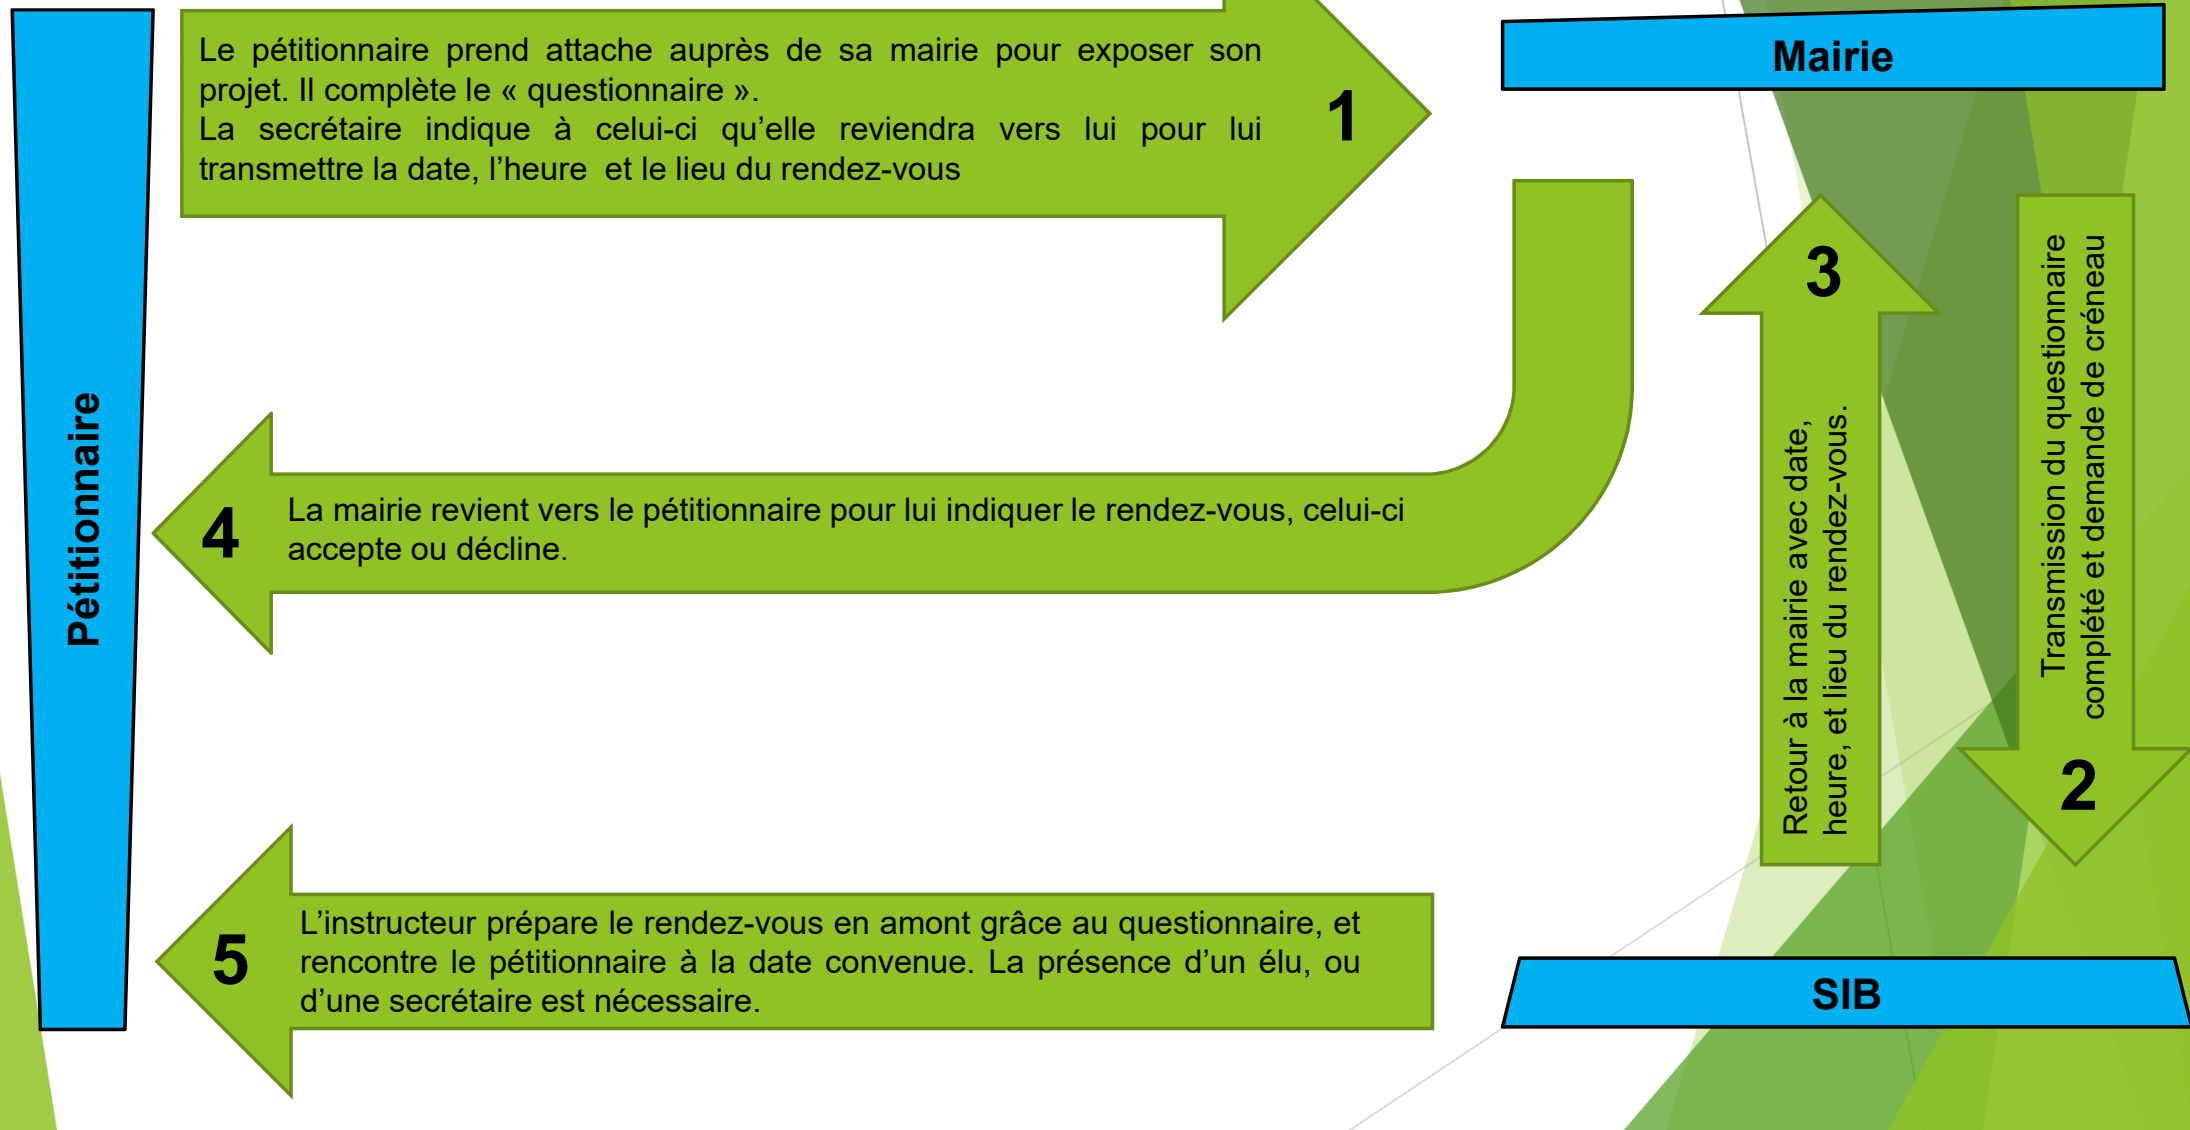 Pétitionnaire
Le pétitionnaire prend attache auprès de sa mairie pour exposer son
projet. Il complète le « questionnaire ».
La secrétaire indique à celui-ci qu’elle reviendra vers lui pour lui
transmettre la date, l’heure  et le lieu du rendez-vous
1
Mairie
Transmission du questionnaire
complété et demande de créneau
2
3
Retour à la mairie avec date,
heure, et lieu du rendez-vous.
4
La mairie revient vers le pétitionnaire pour lui indiquer le rendez-vous, celui-ci
accepte ou décline.
5
L’instructeur prépare le rendez-vous en amont grâce au questionnaire, et
rencontre le pétitionnaire à la date convenue. La présence d’un élu, ou
d’une secrétaire est nécessaire.
SIB